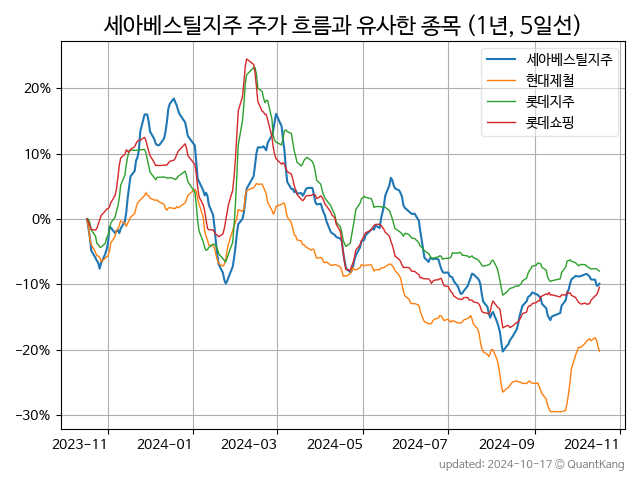 세아베스틸지주 주가 흐름과 유사한 종목 (1년, 5일선)
세아베스틸지주
현대제철
롯데지주
롯데쇼핑
20%
10%
0%
−10%
−20%
−30%
2023-11 2024-01 2024-03 2024-05 2024-07 2024-09 2024-11
updated: 2024-10-17 © QuantKang